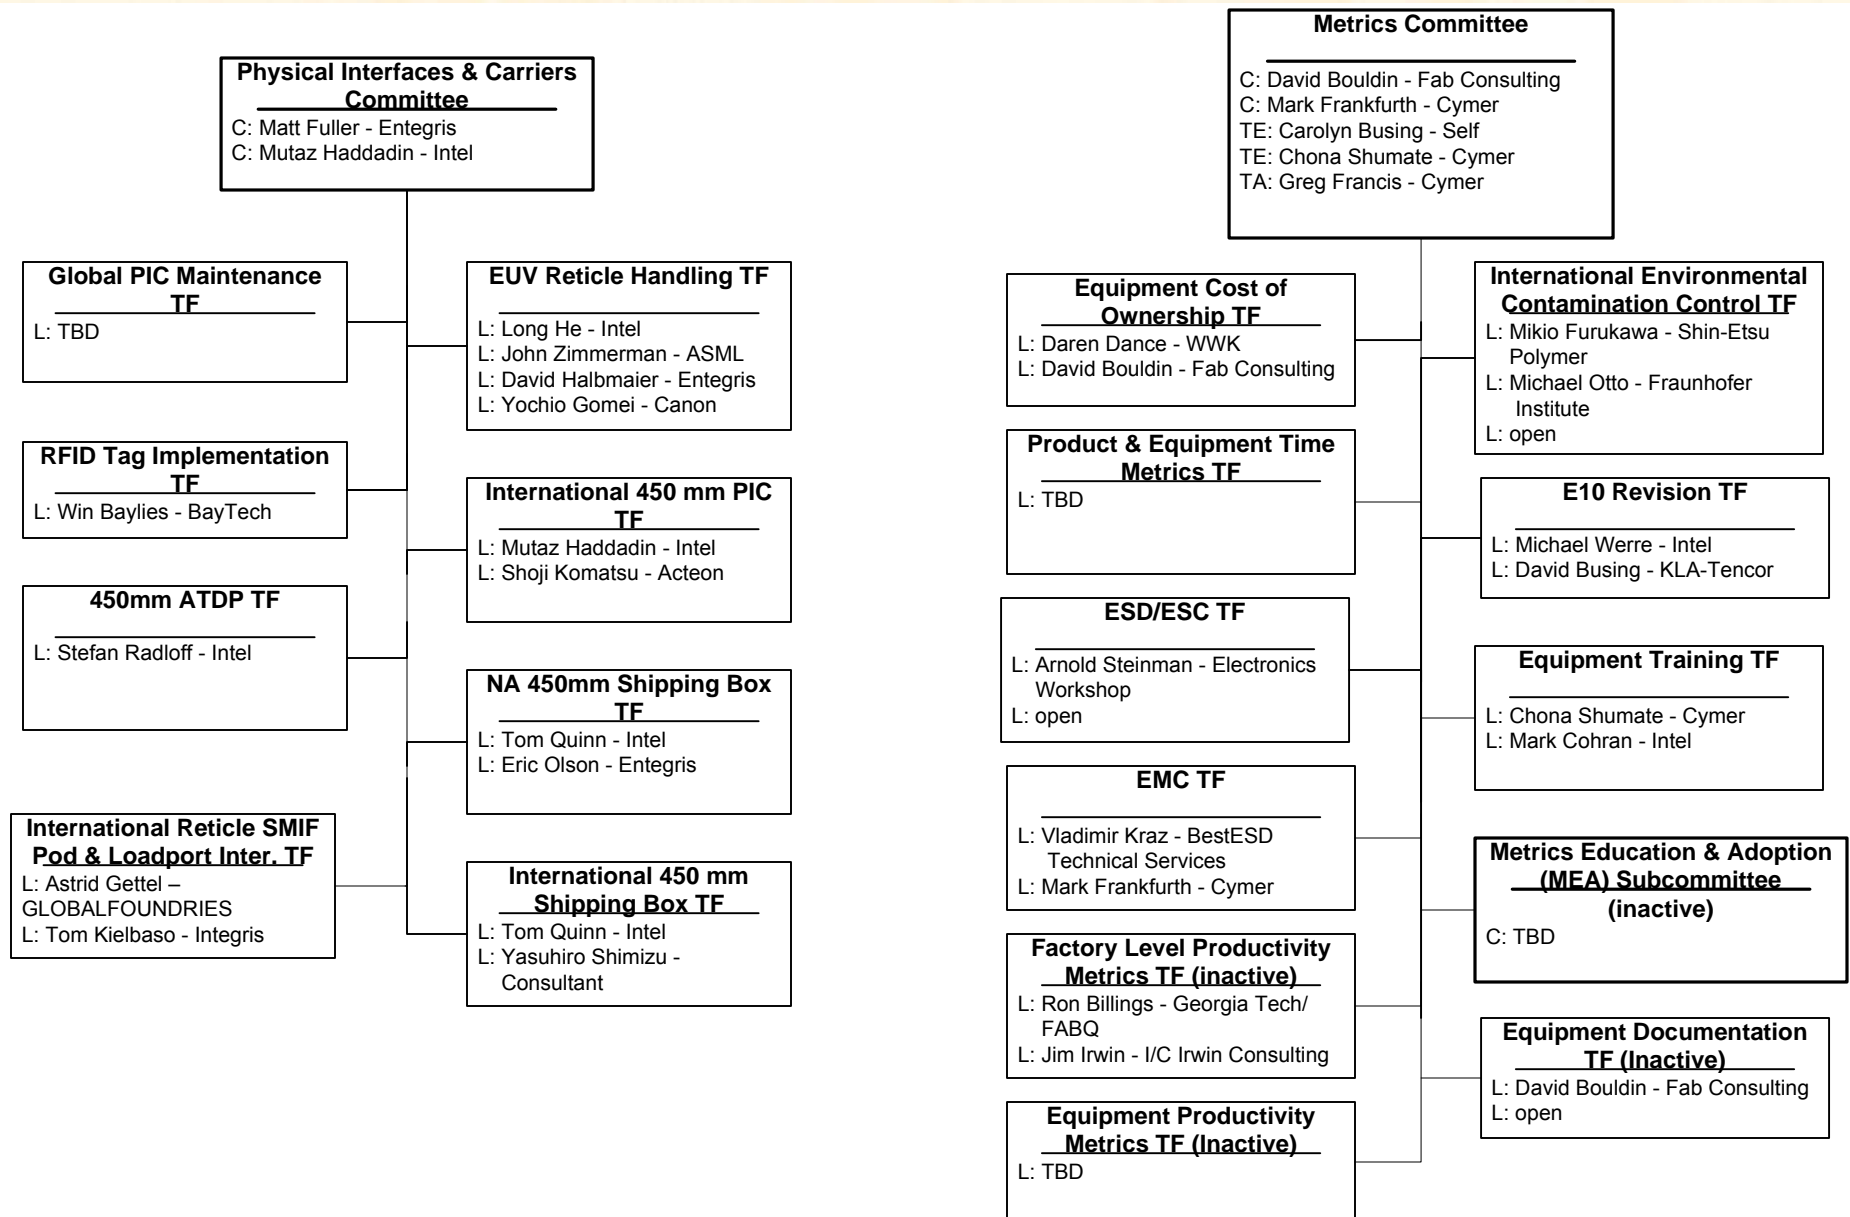 Physical Interfaces & Carriers
Committee
C: Matt Fuller - Entegris
C: Mutaz Haddadin - Intel
Global PIC Maintenance
TF
L: TBD
EUV Reticle Handling TF
L: Long He - Intel
L: John Zimmerman - ASML
L: David Halbmaier - Entegris
L: Yochio Gomei - Canon
RFID Tag Implementation
TF
L: Win Baylies - BayTech
International 450 mm PIC
TF
L: Mutaz Haddadin - Intel
L: Shoji Komatsu - Acteon
450mm ATDP TF
L: Stefan Radloff - Intel
NA 450mm Shipping Box
TF
L: Tom Quinn - Intel
L: Eric Olson - Entegris
International Reticle SMIF
Pod & Loadport Inter. TF
L: Astrid Gettel –
GLOBALFOUNDRIES
L: Tom Kielbaso - Integris
International 450 mm
Shipping Box TF
L: Tom Quinn - Intel
L: Yasuhiro Shimizu -
Consultant
Metrics Committee
C: David Bouldin - Fab Consulting
C: Mark Frankfurth - Cymer
TE: Carolyn Busing - Self
TE: Chona Shumate - Cymer
TA: Greg Francis - Cymer
Equipment Cost of
Ownership TF
L: Daren Dance - WWK
L: David Bouldin - Fab Consulting
International Environmental
Contamination Control TF
L: Mikio Furukawa - Shin-Etsu
Polymer
L: Michael Otto - Fraunhofer
Institute
L: open
Product & Equipment Time
Metrics TF
L: TBD
E10 Revision TF
L: Michael Werre - Intel
L: David Busing - KLA-Tencor
ESD/ESC TF
L: Arnold Steinman - Electronics
Workshop
L: open
Equipment Training TF
L: Chona Shumate - Cymer
L: Mark Cohran - Intel
EMC TF
L: Vladimir Kraz - BestESD
Technical Services
L: Mark Frankfurth - Cymer
Metrics Education & Adoption
(MEA) Subcommittee
(inactive)
C: TBD
Factory Level Productivity
Metrics TF (inactive)
L: Ron Billings - Georgia Tech/
FABQ
L: Jim Irwin - I/C Irwin Consulting
Equipment Documentation
TF (Inactive)
L: David Bouldin - Fab Consulting
L: open
Equipment Productivity
Metrics TF (Inactive)
L: TBD